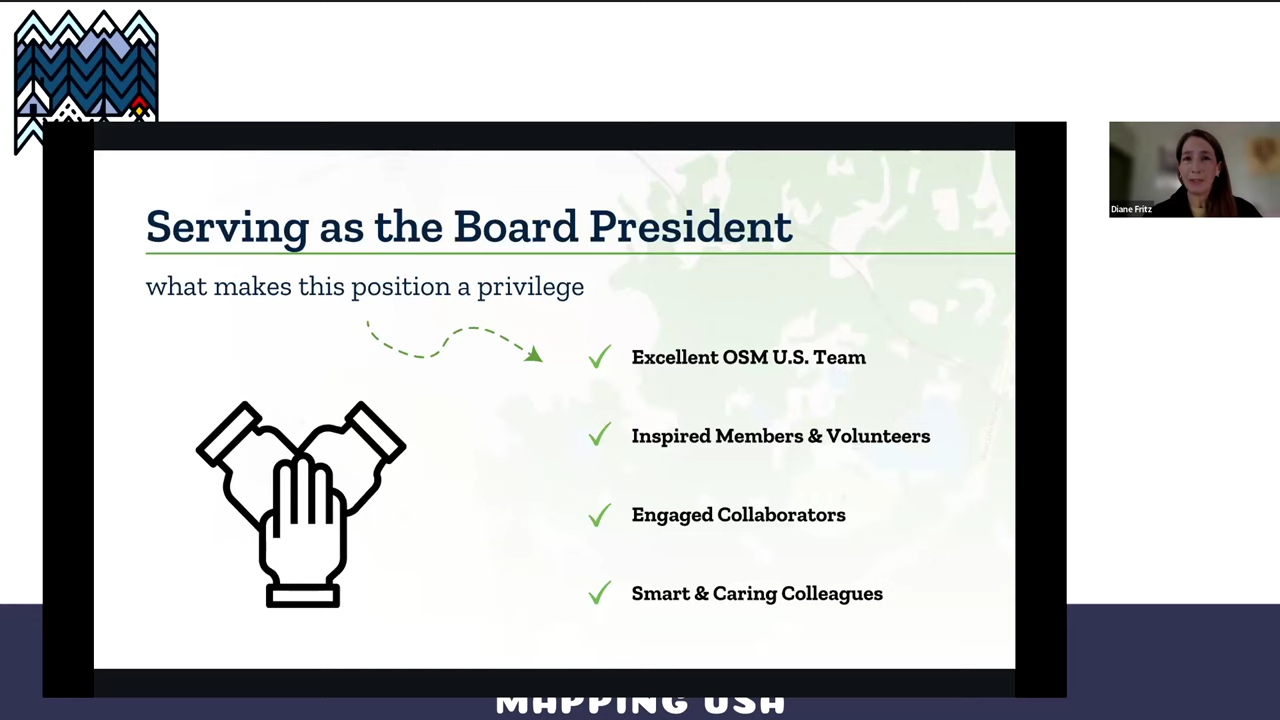 Serving as the Board President
what makes this position a privilege
Excellent OSM U.S. Team
Inspired Members & Volunteers
Engaged Collaborators
Smart & Caring Colleagues
Diane Fritz
MAPPING USA